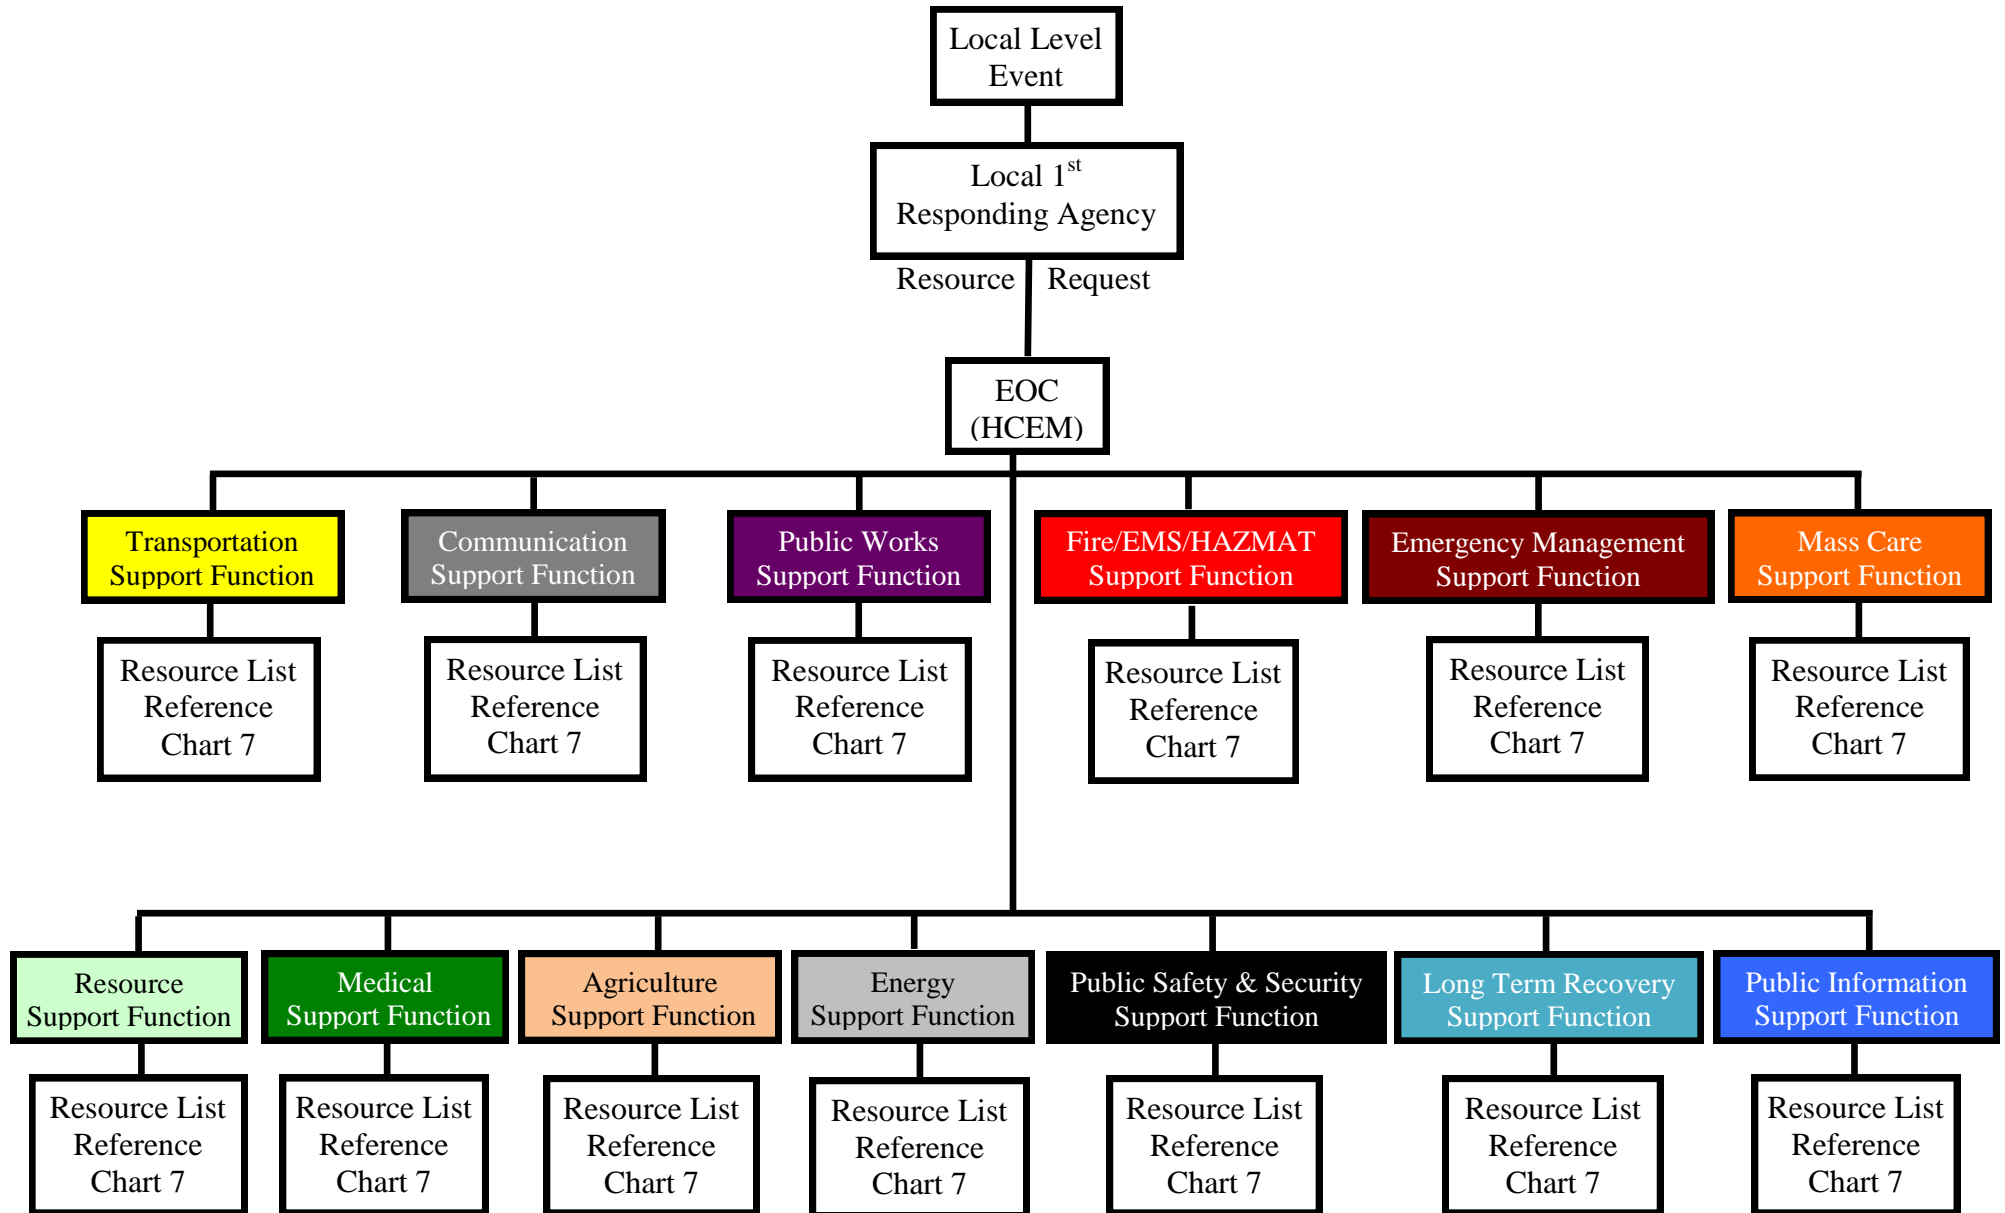 Local Level
Event
Local 1st
Responding Agency
Resource Request
EOC
(HCEM)
Transportation
Support Function
Communication
Support Function
Public Works
Support Function
Fire/EMS/HAZMAT
Support Function
Emergency Management
Support Function
Mass Care
Support Function
Resource List
Reference
Chart 7
Resource List
Reference
Chart 7
Resource List
Reference
Chart 7
Resource List
Reference
Chart 7
Resource List
Reference
Chart 7
Resource List
Reference
Chart 7
Resource
Support Function
Medical
Support Function
Agriculture
Support Function
Energy
Support Function
Public Safety & Security
Support Function
Long Term Recovery
Support Function
Public Information
Support Function
Resource List
Reference
Chart 7
Resource List
Reference
Chart 7
Resource List
Reference
Chart 7
Resource List
Reference
Chart 7
Resource List
Reference
Chart 7
Resource List
Reference
Chart 7
Resource List
Reference
Chart 7